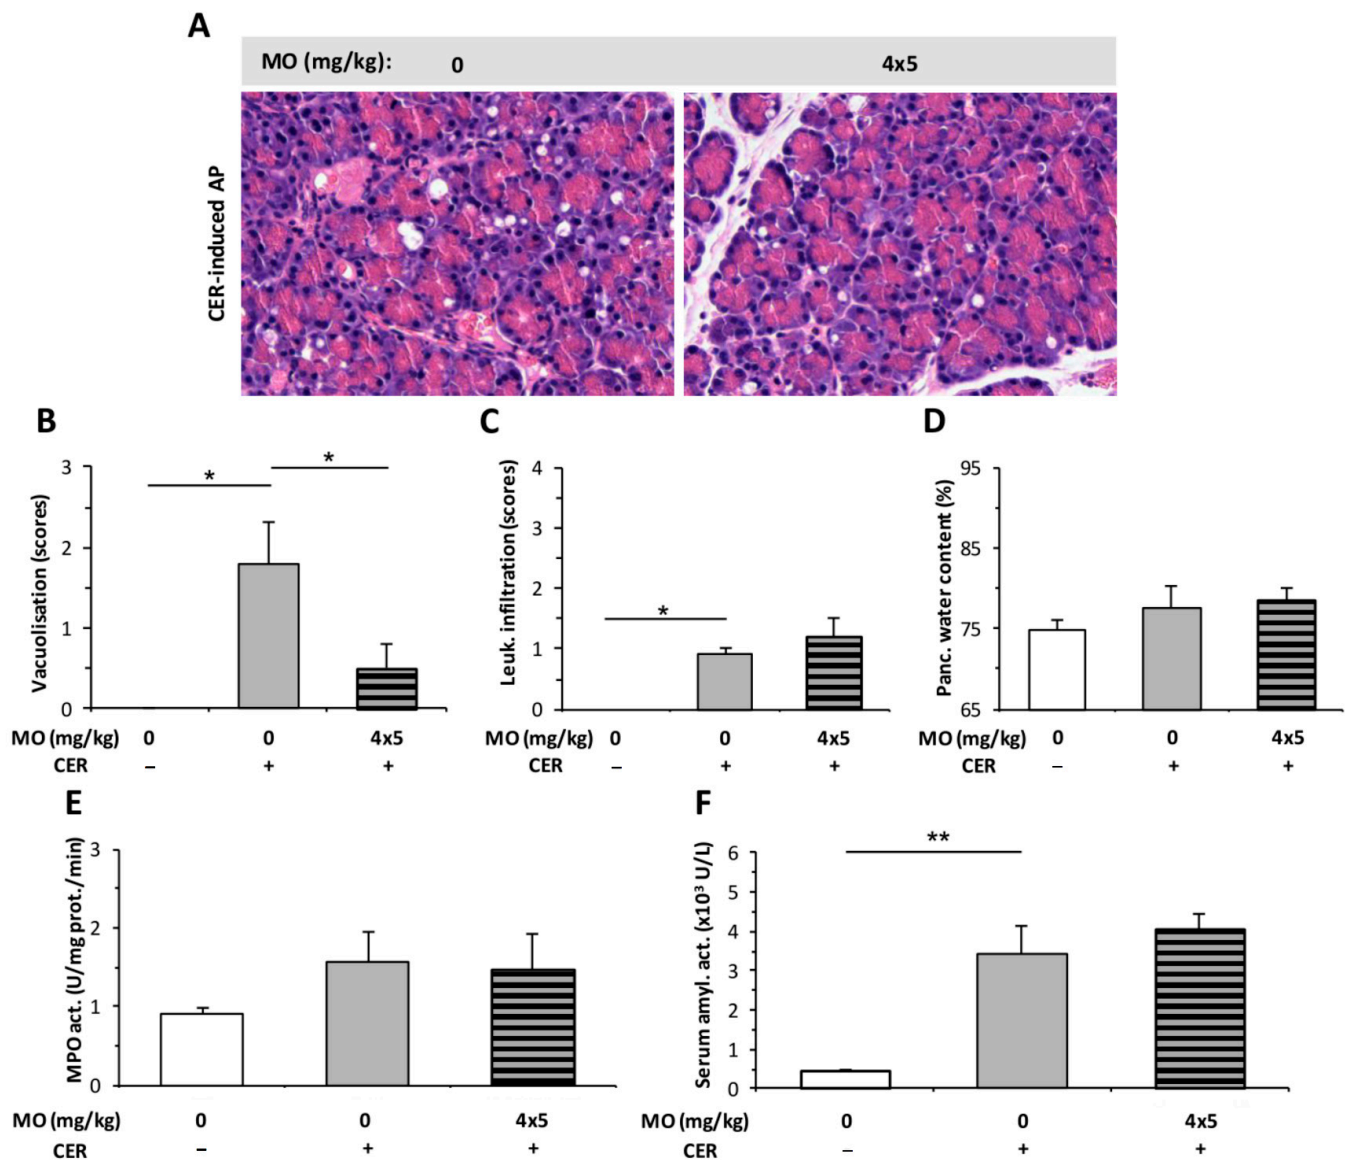 A
MO (mg/kg): 0 4x5
CER-induced AP
B
Vacuolisation (scores)
3
2
1
0
*
*
MO (mg/kg) 0 0 4x5
CER – + +
C
Leuk. infiltration (scores)
4
3
2
1
0
*
MO (mg/kg) 0 0 4x5
CER – + +
D
Panc. water content (%)
95
85
75
65
MO (mg/kg) 0 0 4x5
CER – + +
E
MPO act. (U/mg prot./min)
3
2
1
0
MO (mg/kg) 0 0 4x5
CER – + +
F
Serum amyl. act. (x10³ U/L)
6
5
4
3
2
1
0
**
MO (mg/kg) 0 0 4x5
CER – + +